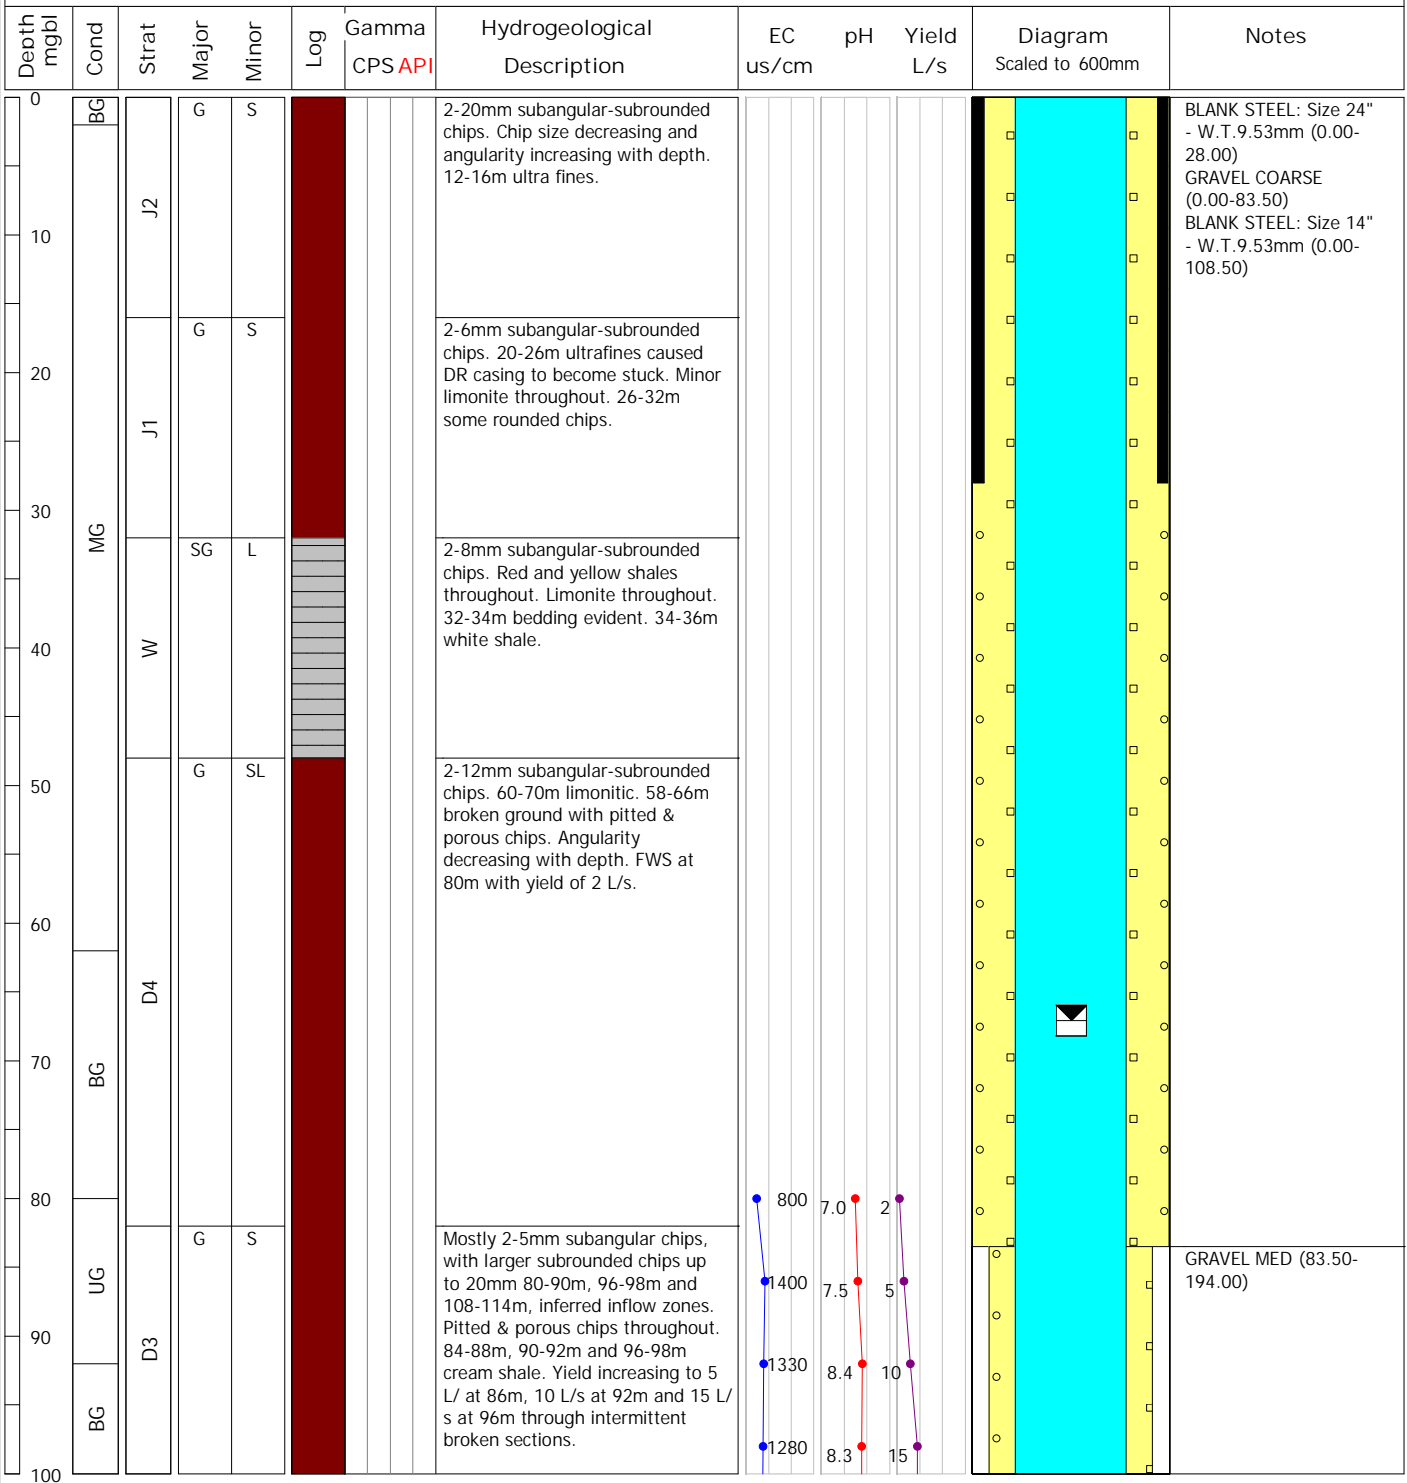 Depth mgbl
Cond
Strat
Major
Minor
Log
Gamma
CPS API
Hydrogeological
Description
EC
us/cm
pH
Yield
L/s
Diagram
Scaled to 600mm
Notes
0
10
20
30
40
50
60
70
80
90
100
BG
MG
BG
UG
BG
J2
J1
W
D4
D3
G S
2-20mm subangular-subrounded
chips. Chip size decreasing and
angularity increasing with depth.
12-16m ultra fines.
G S
2-6mm subangular-subrounded
chips. 20-26m ultrafines caused
DR casing to become stuck. Minor
limonite throughout. 26-32m
some rounded chips.
SG L
2-8mm subangular-subrounded
chips. Red and yellow shales
throughout. Limonite throughout.
32-34m bedding evident. 34-36m
white shale.
G SL
2-12mm subangular-subrounded
chips. 60-70m limonitic. 58-66m
broken ground with pitted &
porous chips. Angularity
decreasing with depth. FWS at
80m with yield of 2 L/s.
G S
Mostly 2-5mm subangular chips,
with larger subrounded chips up
to 20mm 80-90m, 96-98m and
108-114m, inferred inflow zones.
Pitted & porous chips throughout.
84-88m, 90-92m and 96-98m
cream shale. Yield increasing to 5
L/ at 86m, 10 L/s at 92m and 15 L/
s at 96m through intermittent
broken sections.
800 7.0 2
1400 7.5 5
1330 8.4 10
1280 8.3 15
BLANK STEEL: Size 24"
- W.T.9.53mm (0.00-
28.00)
GRAVEL COARSE
(0.00-83.50)
BLANK STEEL: Size 14"
- W.T.9.53mm (0.00-
108.50)
GRAVEL MED (83.50-
194.00)